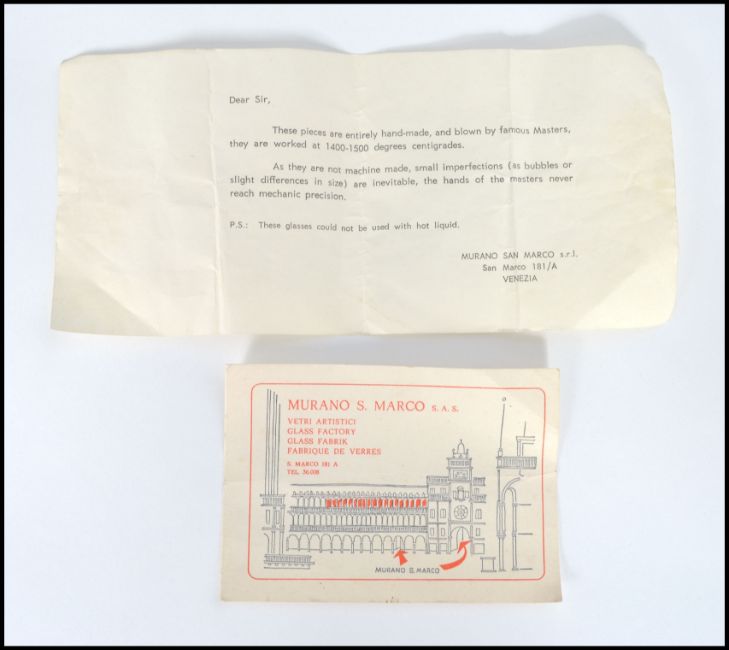 Dear Sir,
These pieces are entirely hand-made, and blown by famous Masters,
they are worked at 1400-1500 degrees centigrades.
As they are not machine made, small imperfections (as bubbles or
slight differences in size) are inevitable, the hands of the masters never
reach mechanic precision.
P.S.: These glasses could not be used with hot liquid.
MURANO SAN MARCO s.r.l.
San Marco 181/A
VENEZIA
MURANO S. MARCO S. A. S.
VETRI ARTISTICI
GLASS FACTORY
GLASS FABRIK
FABRIQUE DE VERRES
S. MARCO 181 A
TEL. 36.008
MURANO S. MARCO